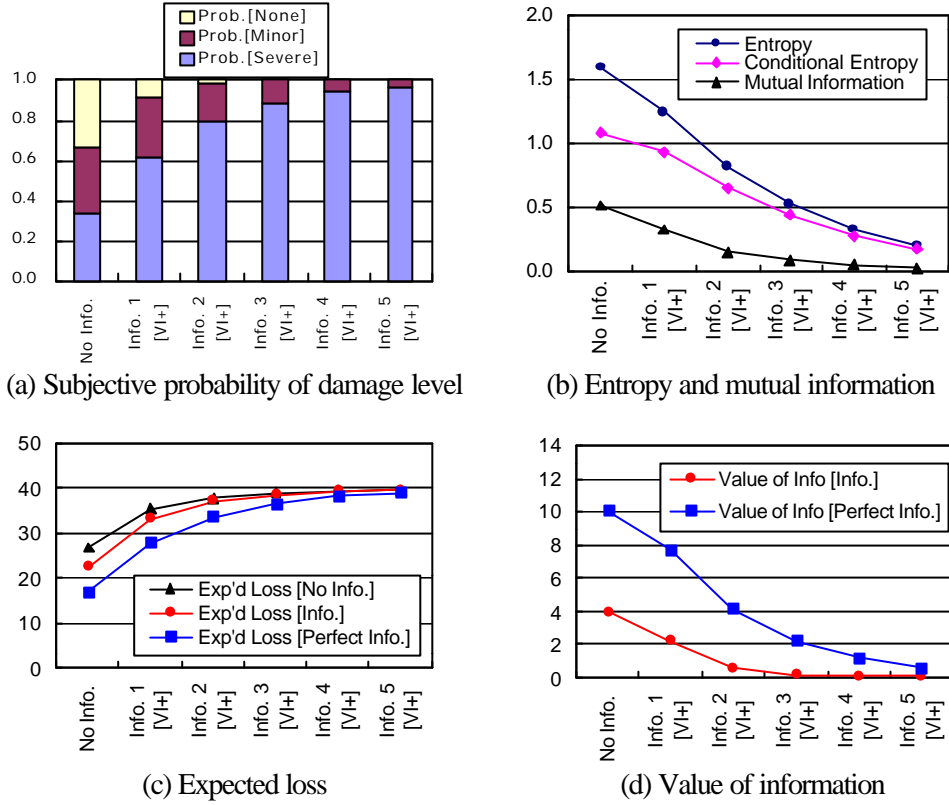 Prob.[None]
Prob.[Minor]
Prob.[Severe]
1.0
0.8
0.6
0.4
0.2
0.0
No Info.
Info. 1
[VI+]
Info. 2
[VI+]
Info. 3
[VI+]
Info. 4
[VI+]
Info. 5
[VI+]
(a) Subjective probability of damage level
2.0
1.5
1.0
0.5
0.0
Entropy
Conditional Entropy
Mutual Information
No Info.
Info. 1
[VI+]
Info. 2
[VI+]
Info. 3
[VI+]
Info. 4
[VI+]
Info. 5
[VI+]
(b) Entropy and mutual information
50
40
30
20
10
0
Exp'd Loss [No Info.]
Exp'd Loss [Info.]
Exp'd Loss [Perfect Info.]
No Info.
Info. 1
[VI+]
Info. 2
[VI+]
Info. 3
[VI+]
Info. 4
[VI+]
Info. 5
[VI+]
(c) Expected loss
14
12
10
8
6
4
2
0
Value of Info [Info.]
Value of Info [Perfect Info.]
No Info.
Info. 1
[VI+]
Info. 2
[VI+]
Info. 3
[VI+]
Info. 4
[VI+]
Info. 5
[VI+]
(d) Value of information